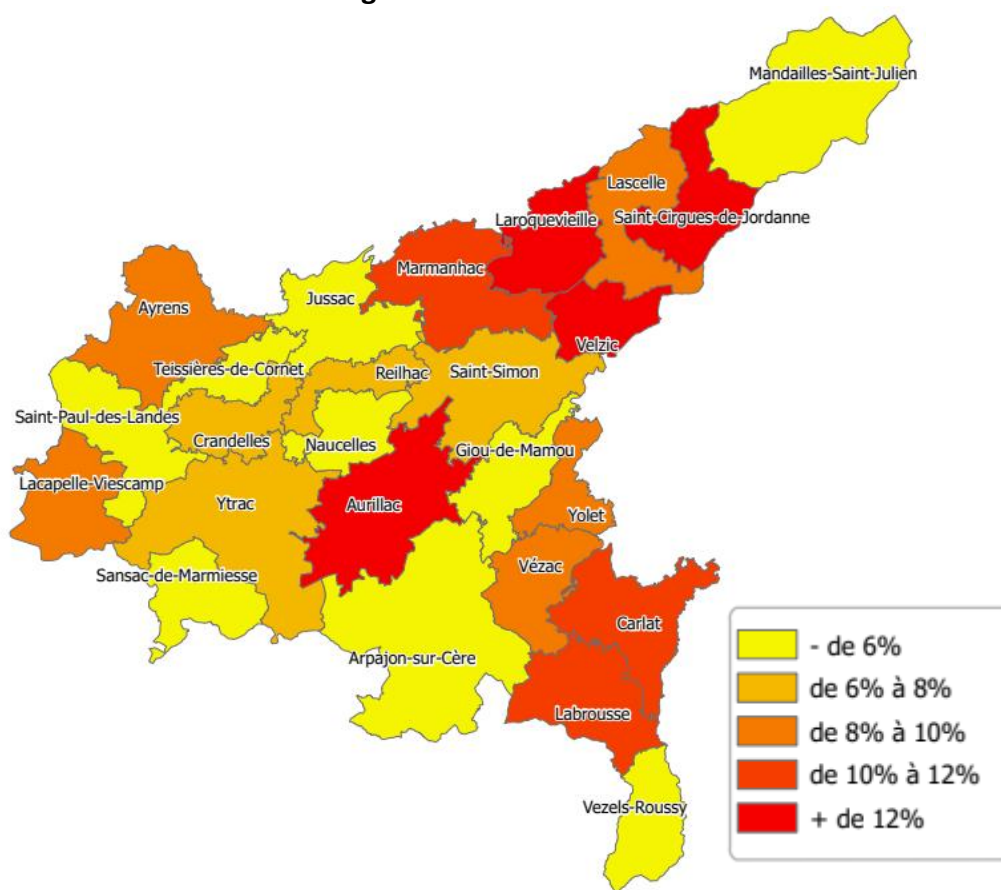 Mandailles-Saint-Julien
Lascelle
Laroquevieille
Saint-Cirgues-de-Jordanne
Marmanhac
Jussac
Ayrens
Velzic
Teissières-de-Cornet
Reilhac
Saint-Simon
Saint-Paul-des-Landes
Crandelles
Naucelles
Giou-de-Mamou
Lacapelle-Viescamp
Ytrac
Aurillac
Yolet
Vézac
Sansac-de-Marmiesse
Carlat
Arpajon-sur-Cère
Labrousse
Vezels-Roussy
- de 6%
de 6% à 8%
de 8% à 10%
de 10% à 12%
+ de 12%